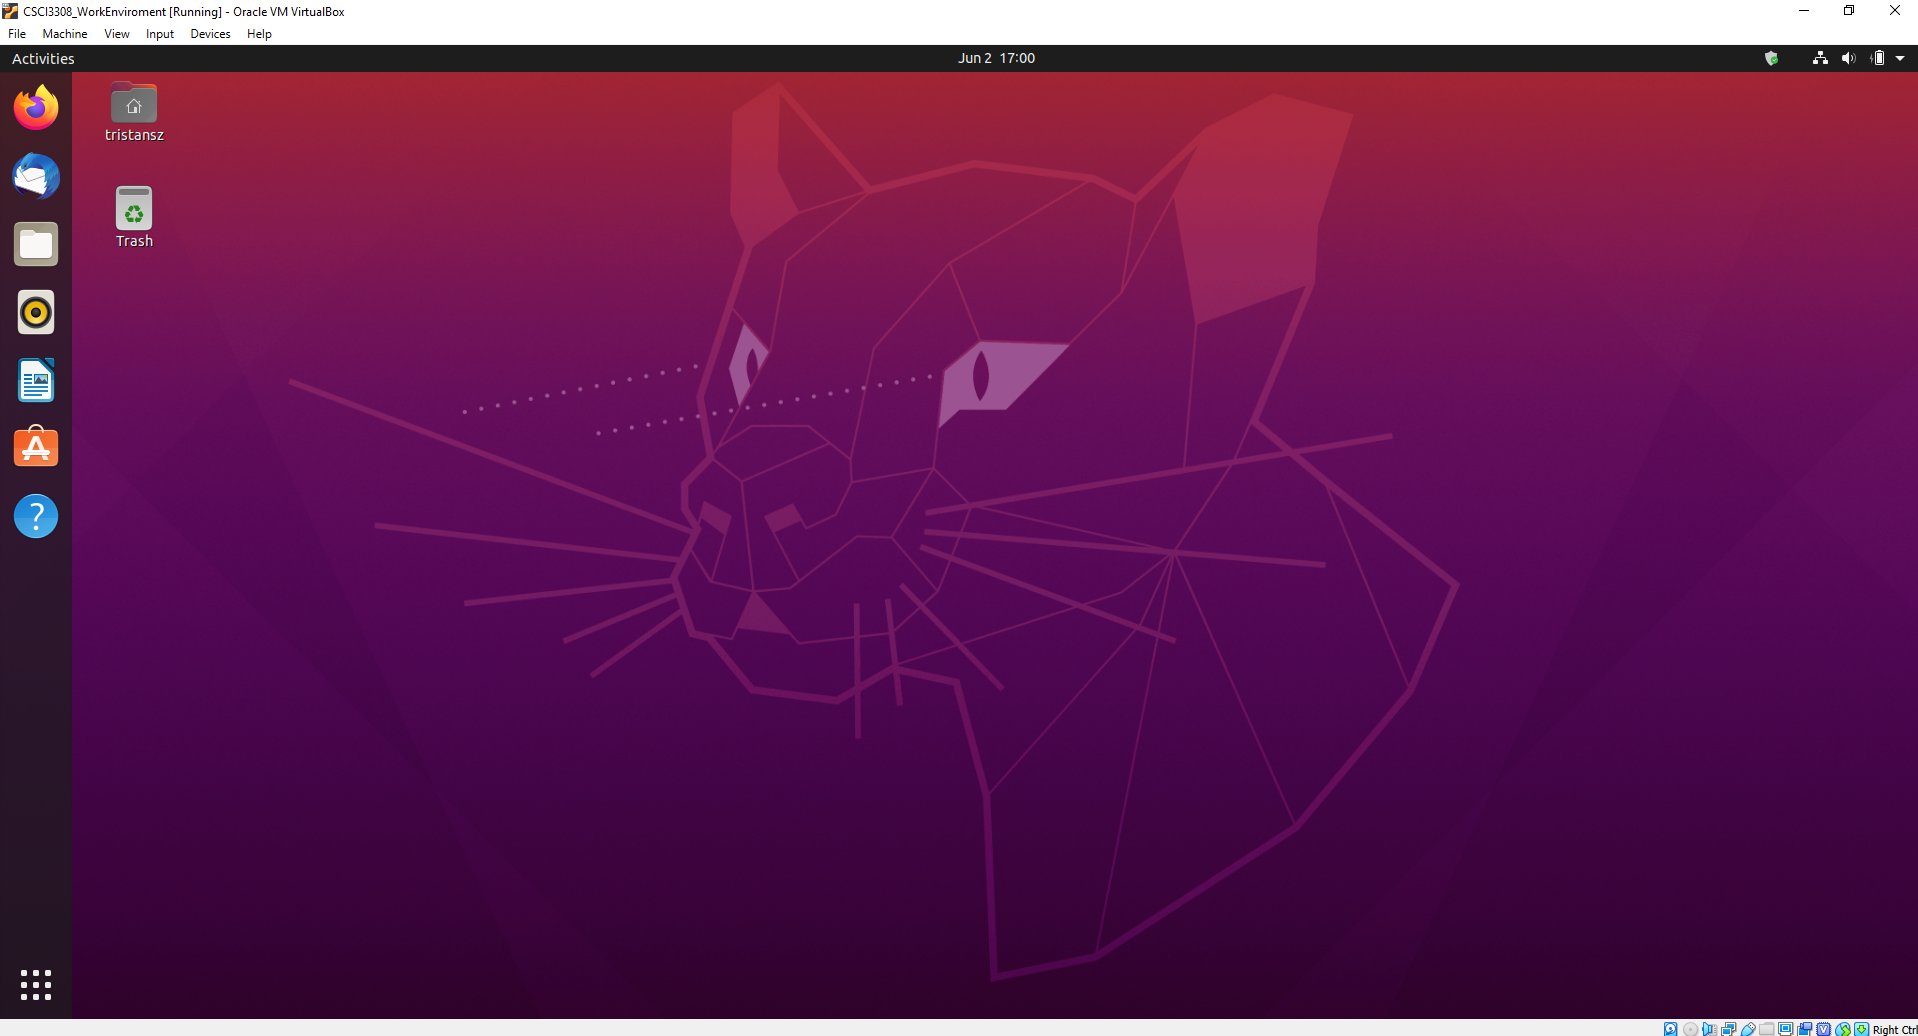 CSCI3308_WorkEnviroment [Running] - Oracle VM VirtualBox
File Machine View Input Devices Help
Activities
Jun 2 17:00
tristansz
Trash
Right Ctrl